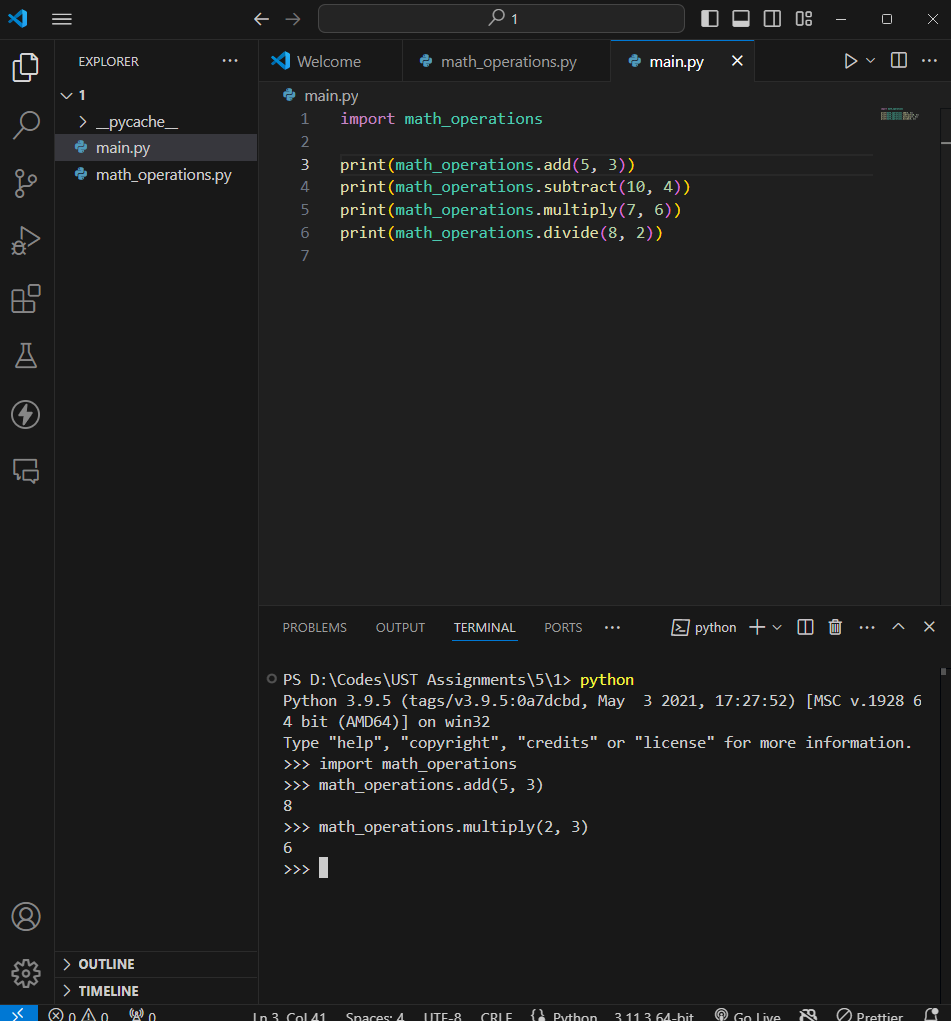 1
EXPLORER
1
__pycache__
main.py
math_operations.py
OUTLINE
TIMELINE
Welcome
math_operations.py
main.py
main.py
1 import math_operations
2
3 print(math_operations.add(5, 3))
4 print(math_operations.subtract(10, 4))
5 print(math_operations.multiply(7, 6))
6 print(math_operations.divide(8, 2))
7
PROBLEMS OUTPUT TERMINAL PORTS python
PS D:\Codes\UST Assignments\5\1> python
Python 3.9.5 (tags/v3.9.5:0a7dcbd, May  3 2021, 17:27:52) [MSC v.1928 6
4 bit (AMD64)] on win32
Type "help", "copyright", "credits" or "license" for more information.
>>> import math_operations
>>> math_operations.add(5, 3)
8
>>> math_operations.multiply(2, 3)
6
>>>
0 0 0 Ln 3, Col 41 Spaces: 4 UTF-8 CRLF Python 3.11.3 64-bit Go Live Prettier